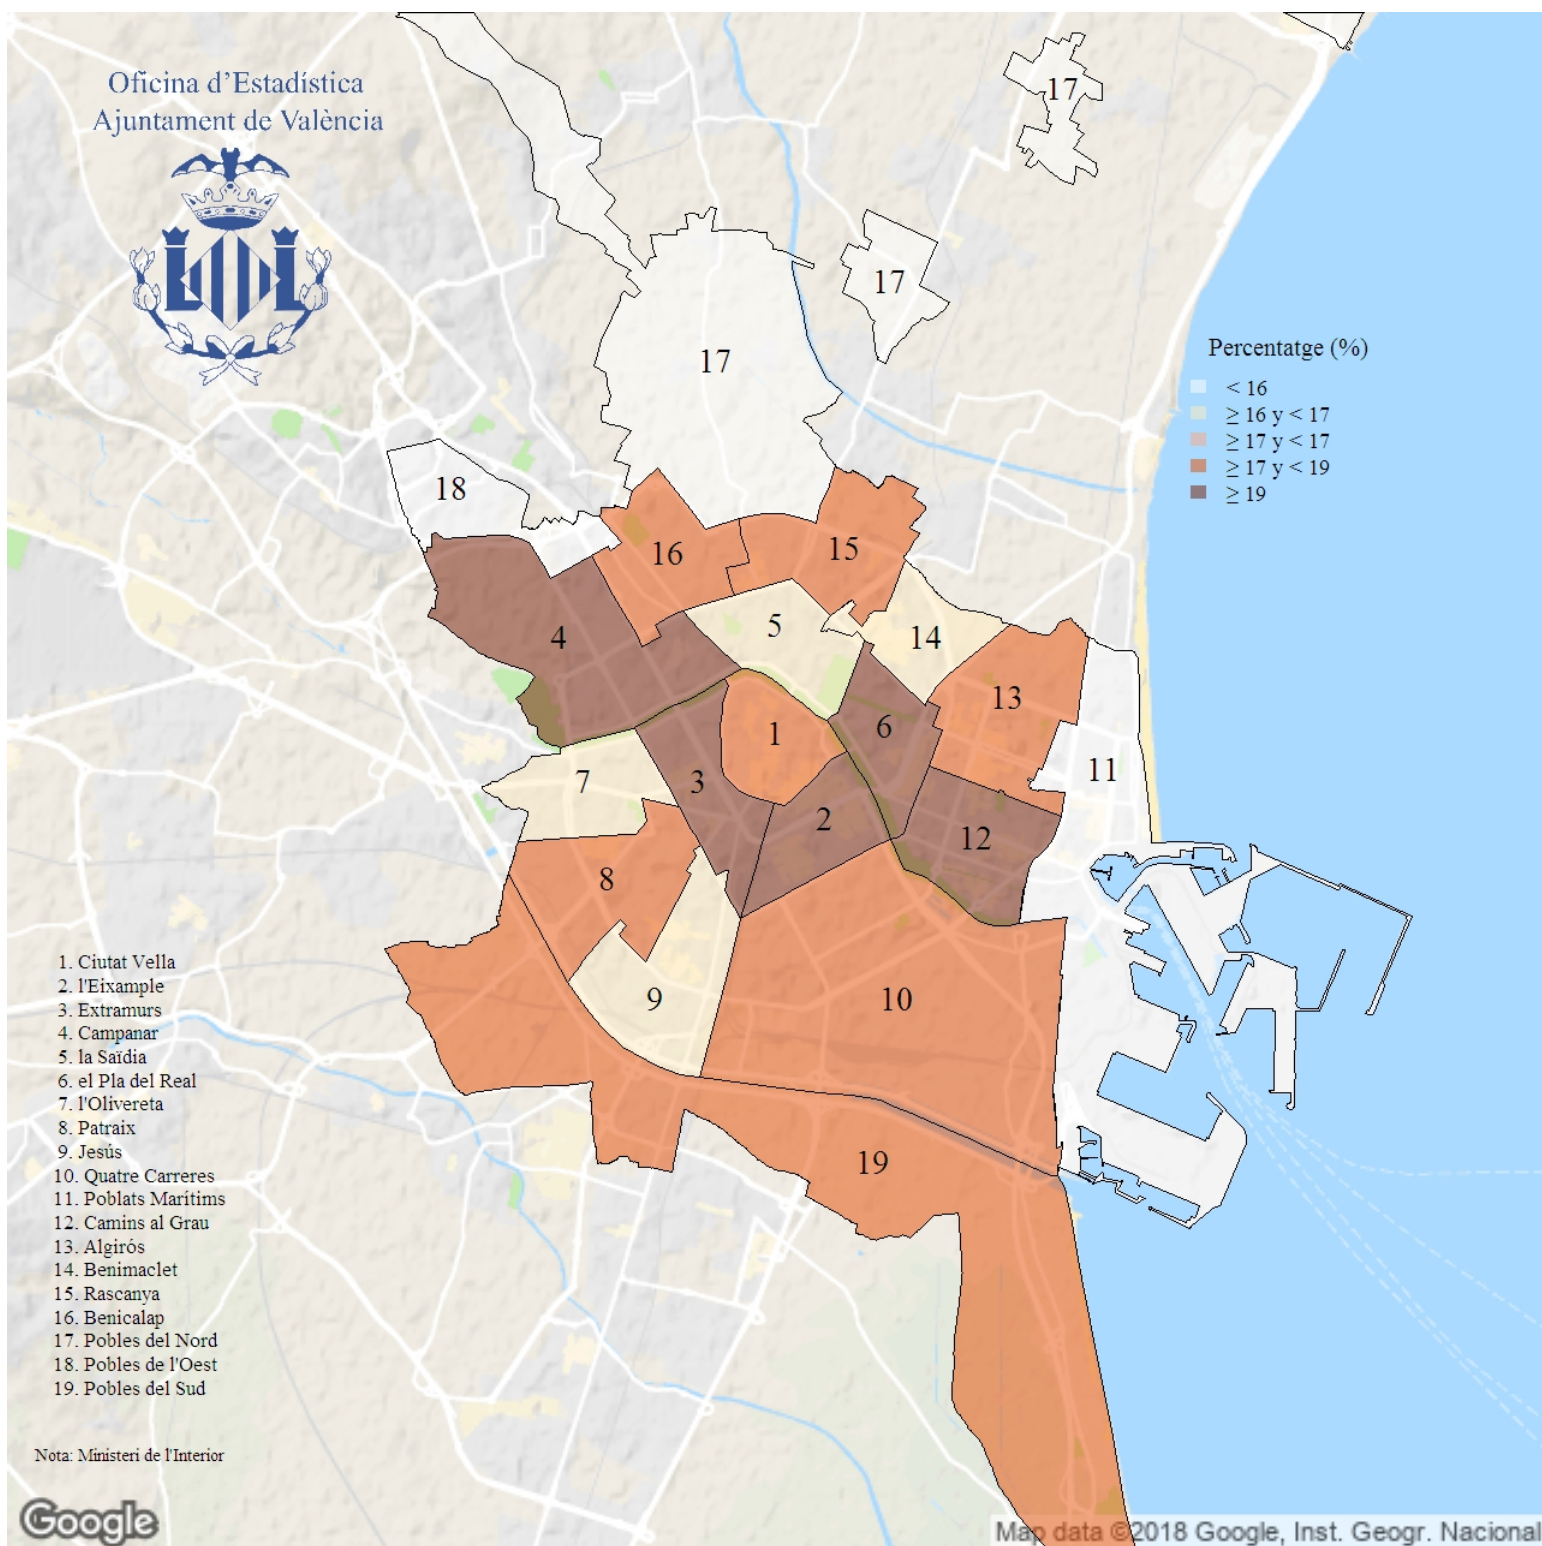 Oficina d'Estadística
Ajuntament de València
17
17
17
Percentatge (%)
< 16
≥ 16 y < 17
≥ 17 y < 17
≥ 17 y < 19
≥ 19
18
16
15
5
14
4
13
6
1
11
7
3
2
12
8
9
10
19
1. Ciutat Vella
2. l'Eixample
3. Extramurs
4. Campanar
5. la Saïdia
6. el Pla del Real
7. l'Olivereta
8. Patraix
9. Jesús
10. Quatre Carreres
11. Poblats Marítims
12. Camins al Grau
13. Algirós
14. Benimaclet
15. Rascanya
16. Benicalap
17. Pobles del Nord
18. Pobles de l'Oest
19. Pobles del Sud
Nota: Ministeri de l'Interior
Google
Map data ©2018 Google, Inst. Geogr. Nacional